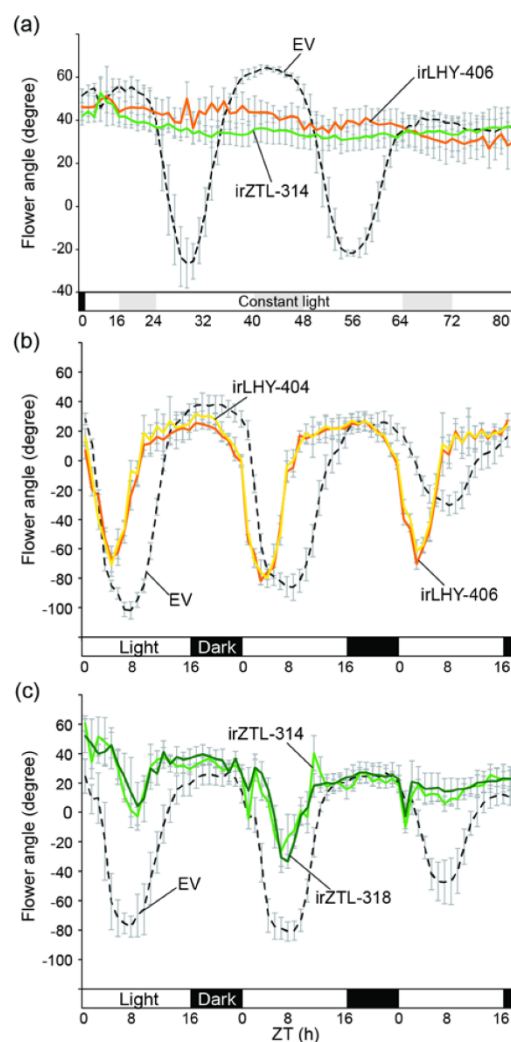 (a)
Flower angle (degree)
80
60
40
20
0
-20
-40
EV
irLHY-406
irZTL-314
Constant light
0 16 24 32 40 48 56 64 72 80
(b)
Flower angle (degree)
80
60
40
20
0
-20
-40
-60
-80
-100
irLHY-404
EV
irLHY-406
Light Dark
0 8 16 0 8 16 0 8 16
(c)
Flower angle (degree)
80
60
40
20
0
-20
-40
-60
-80
-100
irZTL-314
EV
irZTL-318
Light Dark
0 8 16 0 8 16 0 8 16
ZT (h)